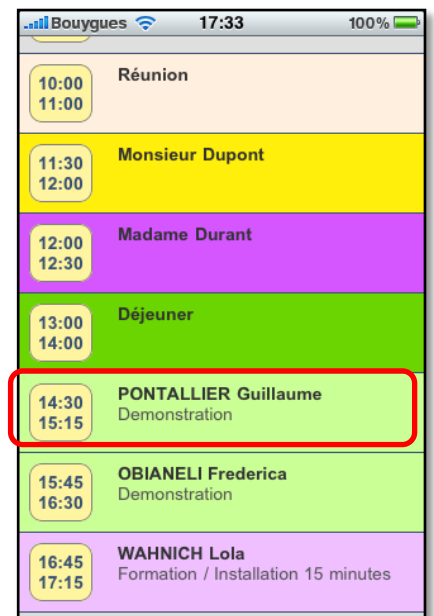 Bouygues 17:33 100%
10:00 Réunion
11:00
11:30 Monsieur Dupont
12:00
12:00 Madame Durant
12:30
13:00 Déjeuner
14:00
14:30 PONTALLIER Guillaume
15:15 Demonstration
15:45 OBIANELI Frederica
16:30 Demonstration
16:45 WAHNICH Lola
17:15 Formation / Installation 15 minutes